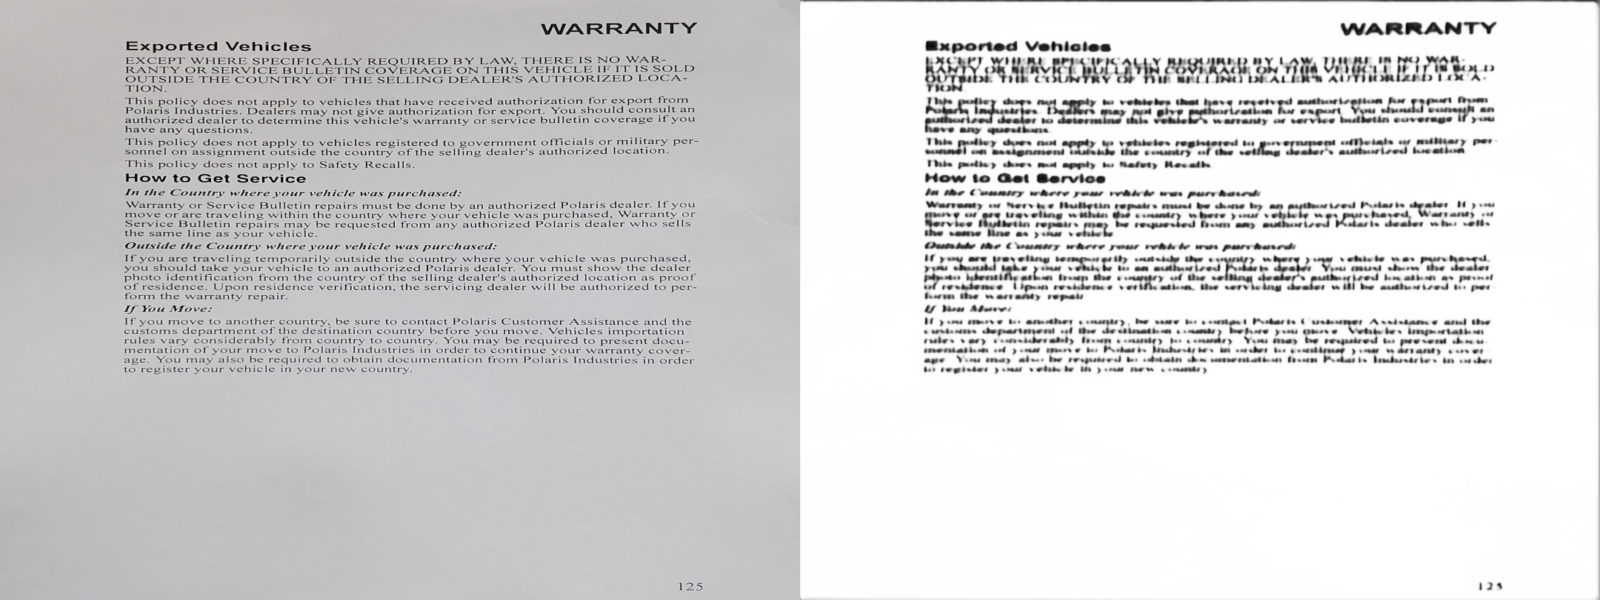 WARRANTY
Exported Vehicles
EXCEPT WHERE SPECIFICALLY REQUIRED BY LAW, THERE IS NO WAR-
RANTY OR SERVICE BULLETIN COVERAGE ON THIS VEHICLE IF IT IS SOLD
OUTSIDE THE COUNTRY OF THE SELLING DEALER'S AUTHORIZED LOCA-
TION.
This policy does not apply to vehicles that have received authorization for export from
Polaris Industries. Dealers may not give authorization for export. You should consult an
authorized dealer to determine this vehicle's warranty or service bulletin coverage if you
have any questions.
This policy does not apply to vehicles registered to government officials or military per-
sonnel on assignment outside the country of the selling dealer's authorized location.
This policy does not apply to Safety Recalls.
How to Get Service
In the Country where your vehicle was purchased:
Warranty or Service Bulletin repairs must be done by an authorized Polaris dealer. If you
move or are traveling within the country where your vehicle was purchased, Warranty or
Service Bulletin repairs may be requested from any authorized Polaris dealer who sells
the same line as your vehicle.
Outside the Country where your vehicle was purchased:
If you are traveling temporarily outside the country where your vehicle was purchased,
you should take your vehicle to an authorized Polaris dealer. You must show the dealer
photo identification from the country of the selling dealer's authorized location as proof
of residence. Upon residence verification, the servicing dealer will be authorized to per-
form the warranty repair.
If You Move:
If you move to another country, be sure to contact Polaris Customer Assistance and the
customs department of the destination country before you move. Vehicles importation
rules vary considerably from country to country. You may be required to present docu-
mentation of your move to Polaris Industries in order to continue your warranty cover-
age. You may also be required to obtain documentation from Polaris Industries in order
to register your vehicle in your new country.
125
WARRANTY
Exported Vehicles
EXCEPT WHERE SPECIFICALLY REQUIRED BY LAW, THERE IS NO WAR-
RANTY OR SERVICE BULLETIN COVERAGE ON THIS VEHICLE IF IT IS SOLD
OUTSIDE THE COUNTRY OF THE SELLING DEALER'S AUTHORIZED LOCA-
TION.
This policy does not apply to vehicles that have received authorization for export from
Polaris Industries. Dealers may not give authorization for export. You should consult an
authorized dealer to determine this vehicle's warranty or service bulletin coverage if you
have any questions.
This policy does not apply to vehicles registered to government officials or military per-
sonnel on assignment outside the country of the selling dealer's authorized location
This policy does not apply to Safety Recalls
How to Get Service
In the Country where your vehicle was purchased:
Warranty or Service Bulletin repairs must be done by an authorized Polaris dealer. If you
move or are traveling within the country where your vehicle was purchased, Warranty or
Service Bulletin repairs may be requested from any authorized Polaris dealer who sells
the same line as your vehicle
Outside the Country where your vehicle was purchased:
If you are traveling temporarily outside the country where your vehicle was purchased,
you should take your vehicle to an authorized Polaris dealer. You must show the dealer
photo identification from the country of the selling dealer's authorized location as proof
of residence. Upon residence verification, the servicing dealer will be authorized to per-
form the warranty repair
If You Move:
If you move to another country, be sure to contact Polaris Customer Assistance and the
customs department of the destination country before you move. Vehicles importation
rules vary considerably from country to country. You may be required to present docu-
mentation of your move to Polaris Industries in order to continue your warranty cover-
age. You may also be required to obtain documentation from Polaris Industries in order
to register your vehicle in your new country
125